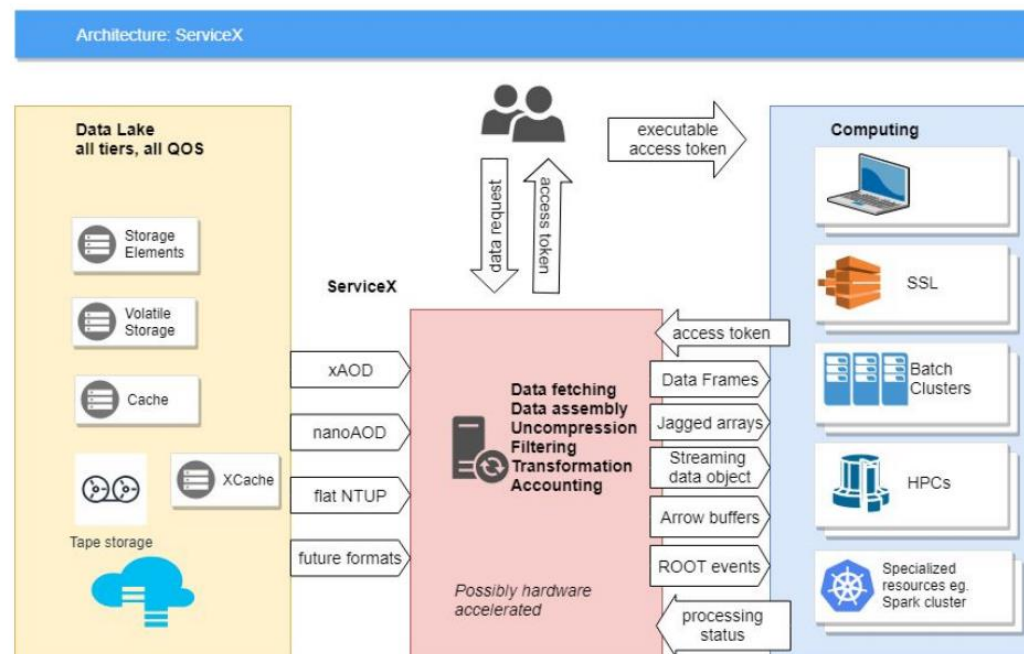 Architecture: ServiceX
Data Lake
all tiers, all QOS
Storage
Elements
Volatile
Storage
Cache
XCache
Tape storage
ServiceX
xAOD
nanoAOD
flat NTUP
future formats
data request
access token
executable
access token
Data fetching
Data assembly
Uncompression
Filtering
Transformation
Accounting
Possibly hardware
accelerated
access token
Data Frames
Jagged arrays
Streaming
data object
Arrow buffers
ROOT events
processing
status
Computing
SSL
Batch
Clusters
HPCs
Specialized
resources eg.
Spark cluster